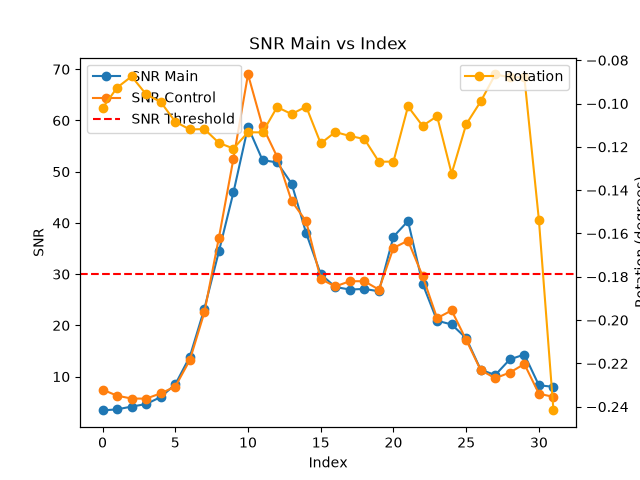 SNR Main vs Index
SNR Main
SNR Control
SNR Threshold
Rotation
SNR
70
60
50
40
30
20
10
0
5
10
15
20
25
30
Index
−0.08
−0.10
−0.12
−0.14
−0.16
−0.18
−0.20
−0.22
−0.24
Rotation (degrees)